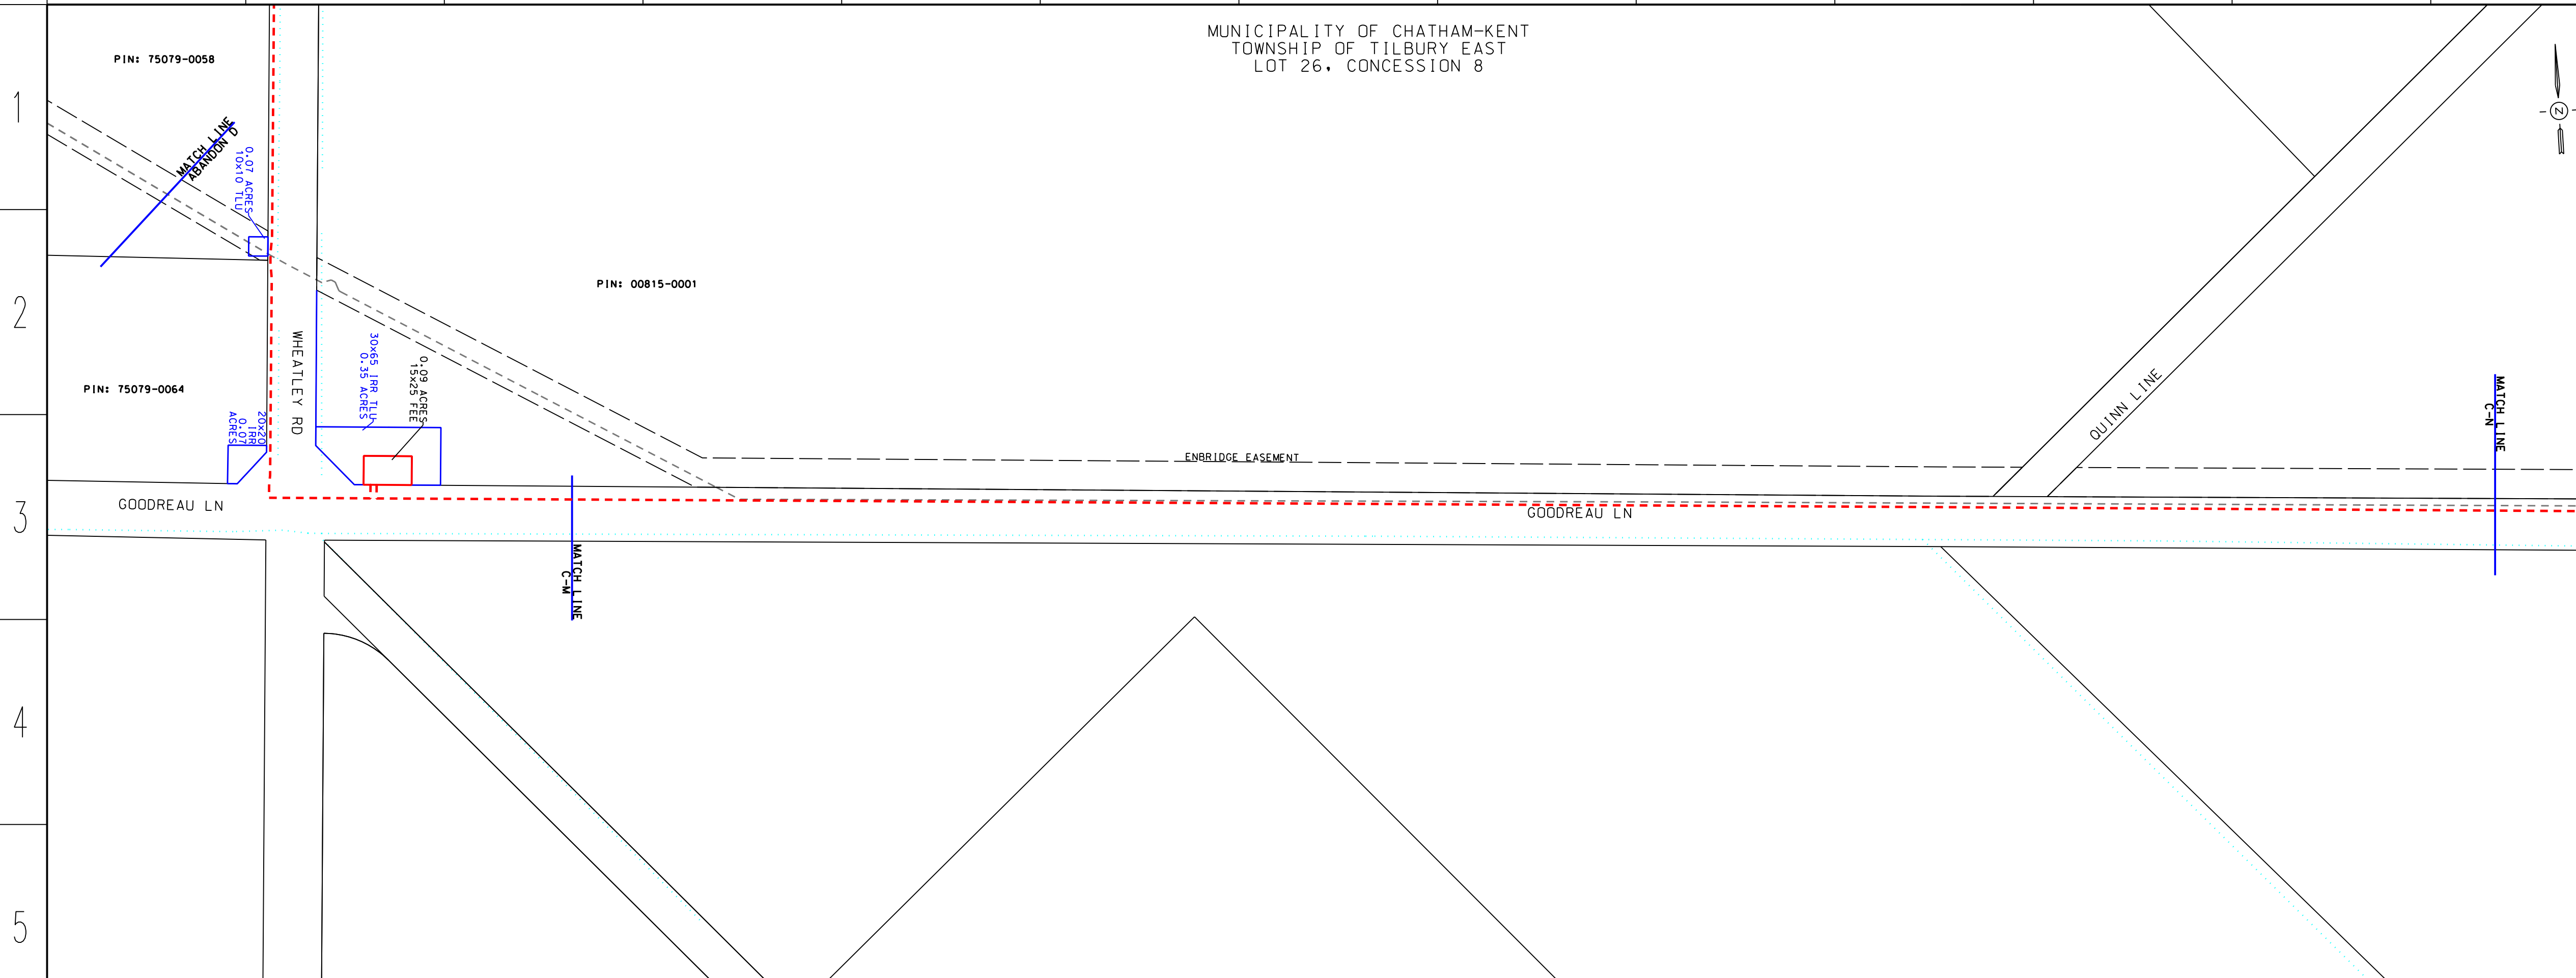 MUNICIPALITY OF CHATHAM-KENT
TOWNSHIP OF TILBURY EAST
LOT 26, CONCESSION 8
PIN: 75079-0058
1
N
MATCH LINE
ABANDON D
0.07 ACRES
10x10 TLU
2
PIN: 00815-0001
WHEATLEY RD
30x65 IRR TLU
0.35 ACRES
0.09 ACRES
15x25 FEE
PIN: 75079-0064
20x20
IRR
0.07
ACRES
QUINN LINE
MATCH LINE
C-N
ENBRIDGE EASEMENT
3
GOODREAU LN
GOODREAU LN
MATCH LINE
C-M
4
5